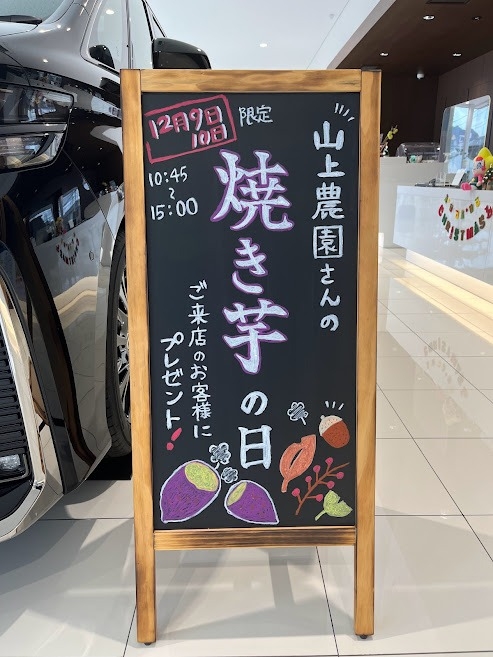 山上農園さんの
焼き芋の日
12月9日
10日
限定
10:45
~
15:00
ご来店のお客様に
プレゼント!
CHRISTMAS